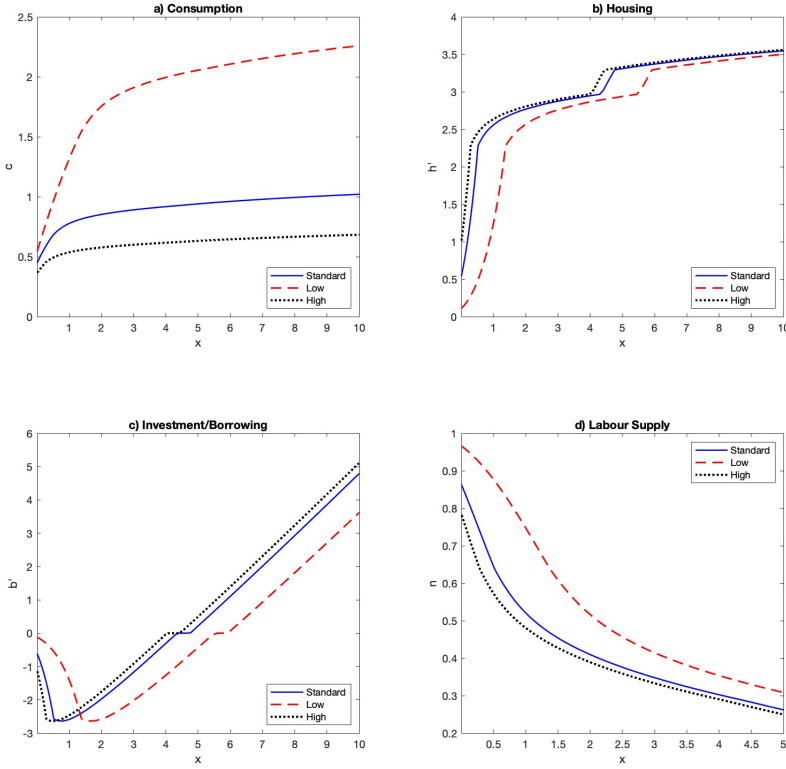 a) Consumption
2.5
2
1.5
1
0.5
0
c
1 2 3 4 5 6 7 8 9 10
x
Standard
Low
High
b) Housing
4
3.5
3
2.5
2
1.5
1
0.5
0
h'
1 2 3 4 5 6 7 8 9 10
x
Standard
Low
High
c) Investment/Borrowing
6
5
4
3
2
1
0
-1
-2
-3
b'
1 2 3 4 5 6 7 8 9 10
x
Standard
Low
High
d) Labour Supply
1
0.9
0.8
0.7
0.6
0.5
0.4
0.3
0.2
n
0.5 1 1.5 2 2.5 3 3.5 4 4.5 5
x
Standard
Low
High